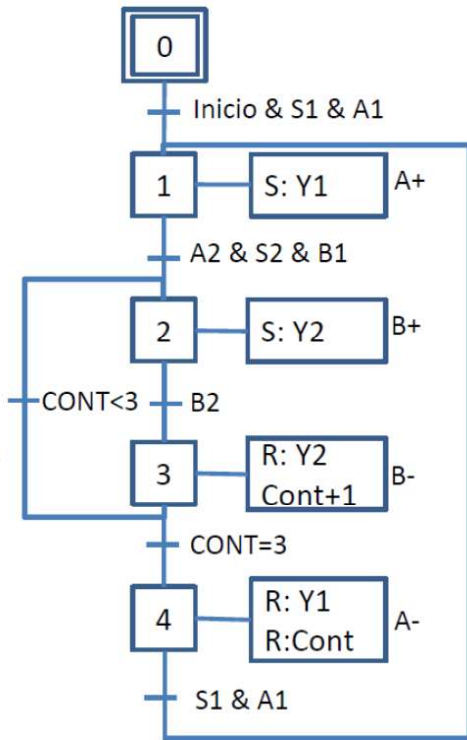 0
Inicio & S1 & A1
1
S: Y1
A+
A2 & S2 & B1
2
S: Y2
B+
CONT<3
B2
3
R: Y2
Cont+1
B-
CONT=3
4
R: Y1
R:Cont
A-
S1 & A1